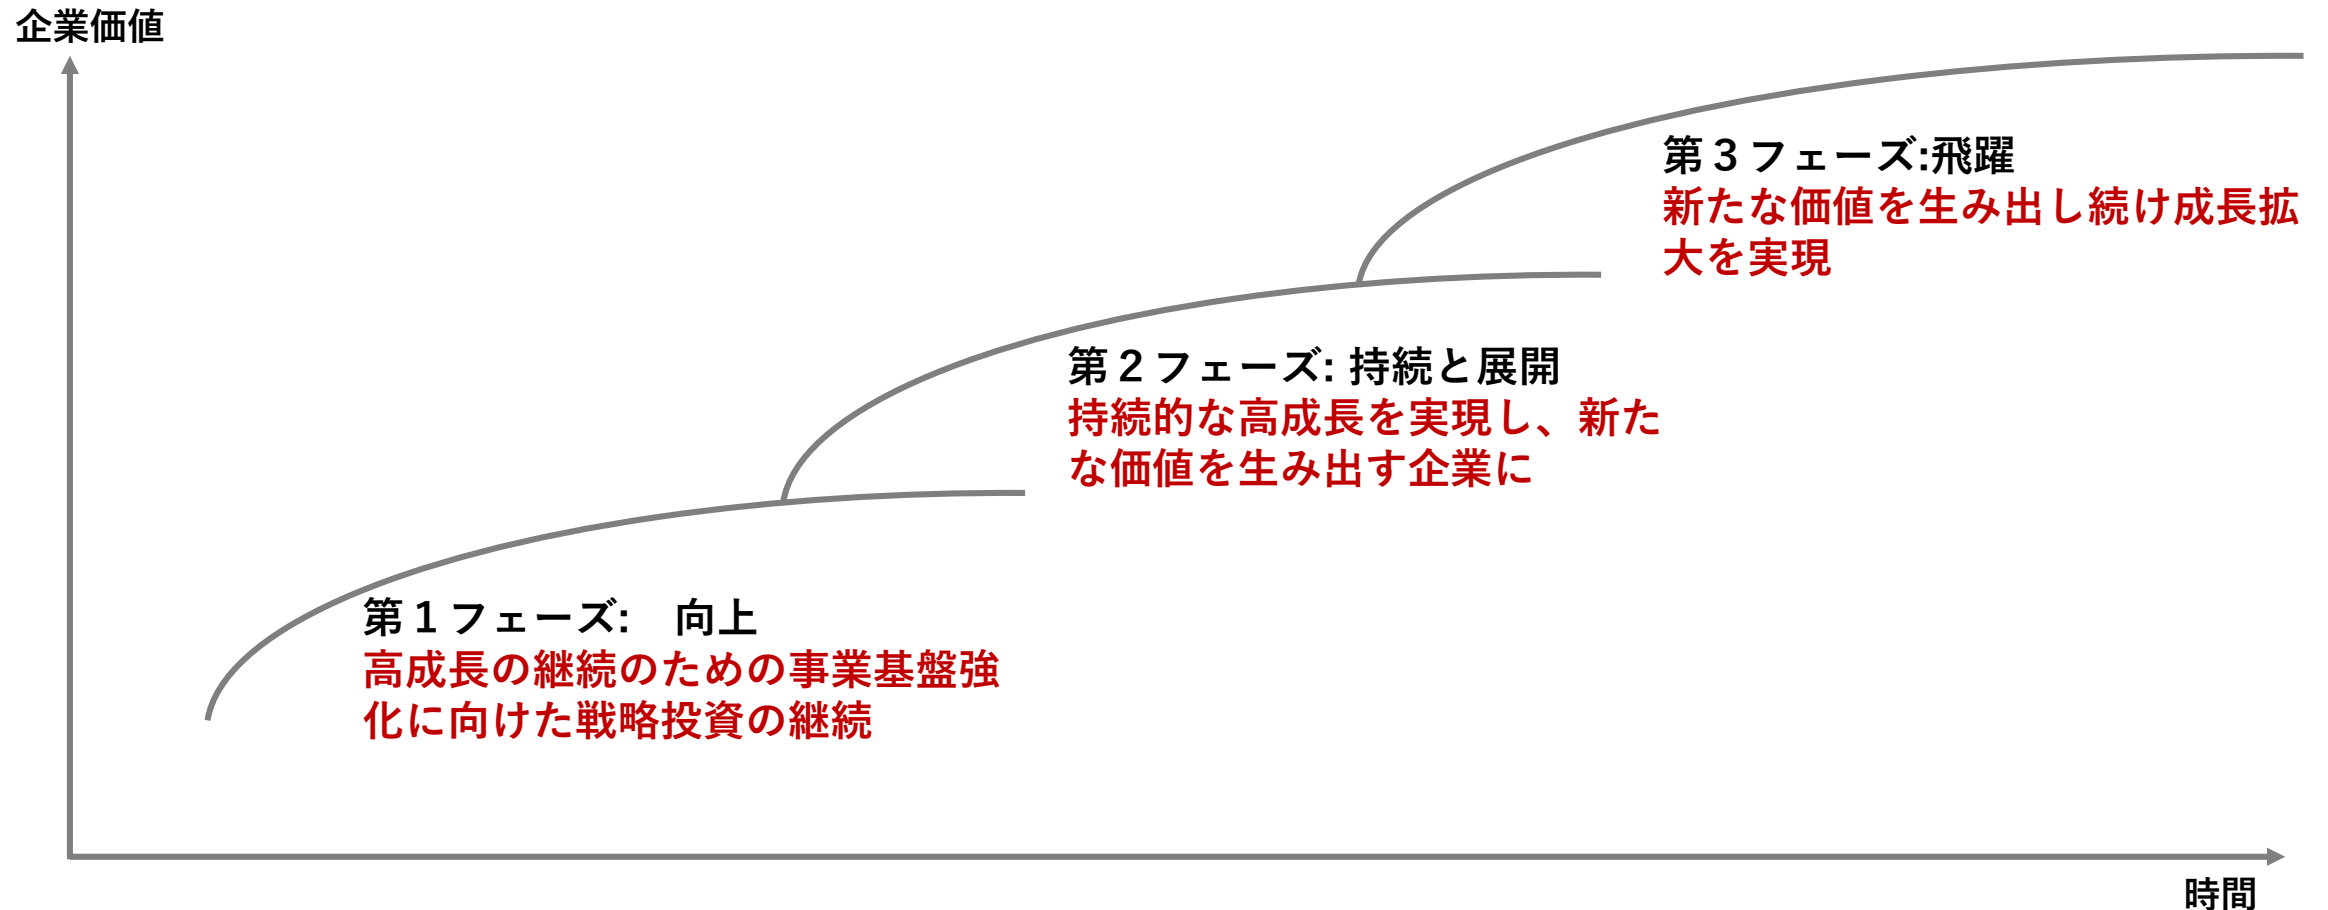 企業価値
第３フェーズ:飛躍
新たな価値を生み出し続け成長拡
大を実現
第２フェーズ: 持続と展開
持続的な高成長を実現し、新た
な価値を生み出す企業に
第１フェーズ:　向上
高成長の継続のための事業基盤強
化に向けた戦略投資の継続
時間